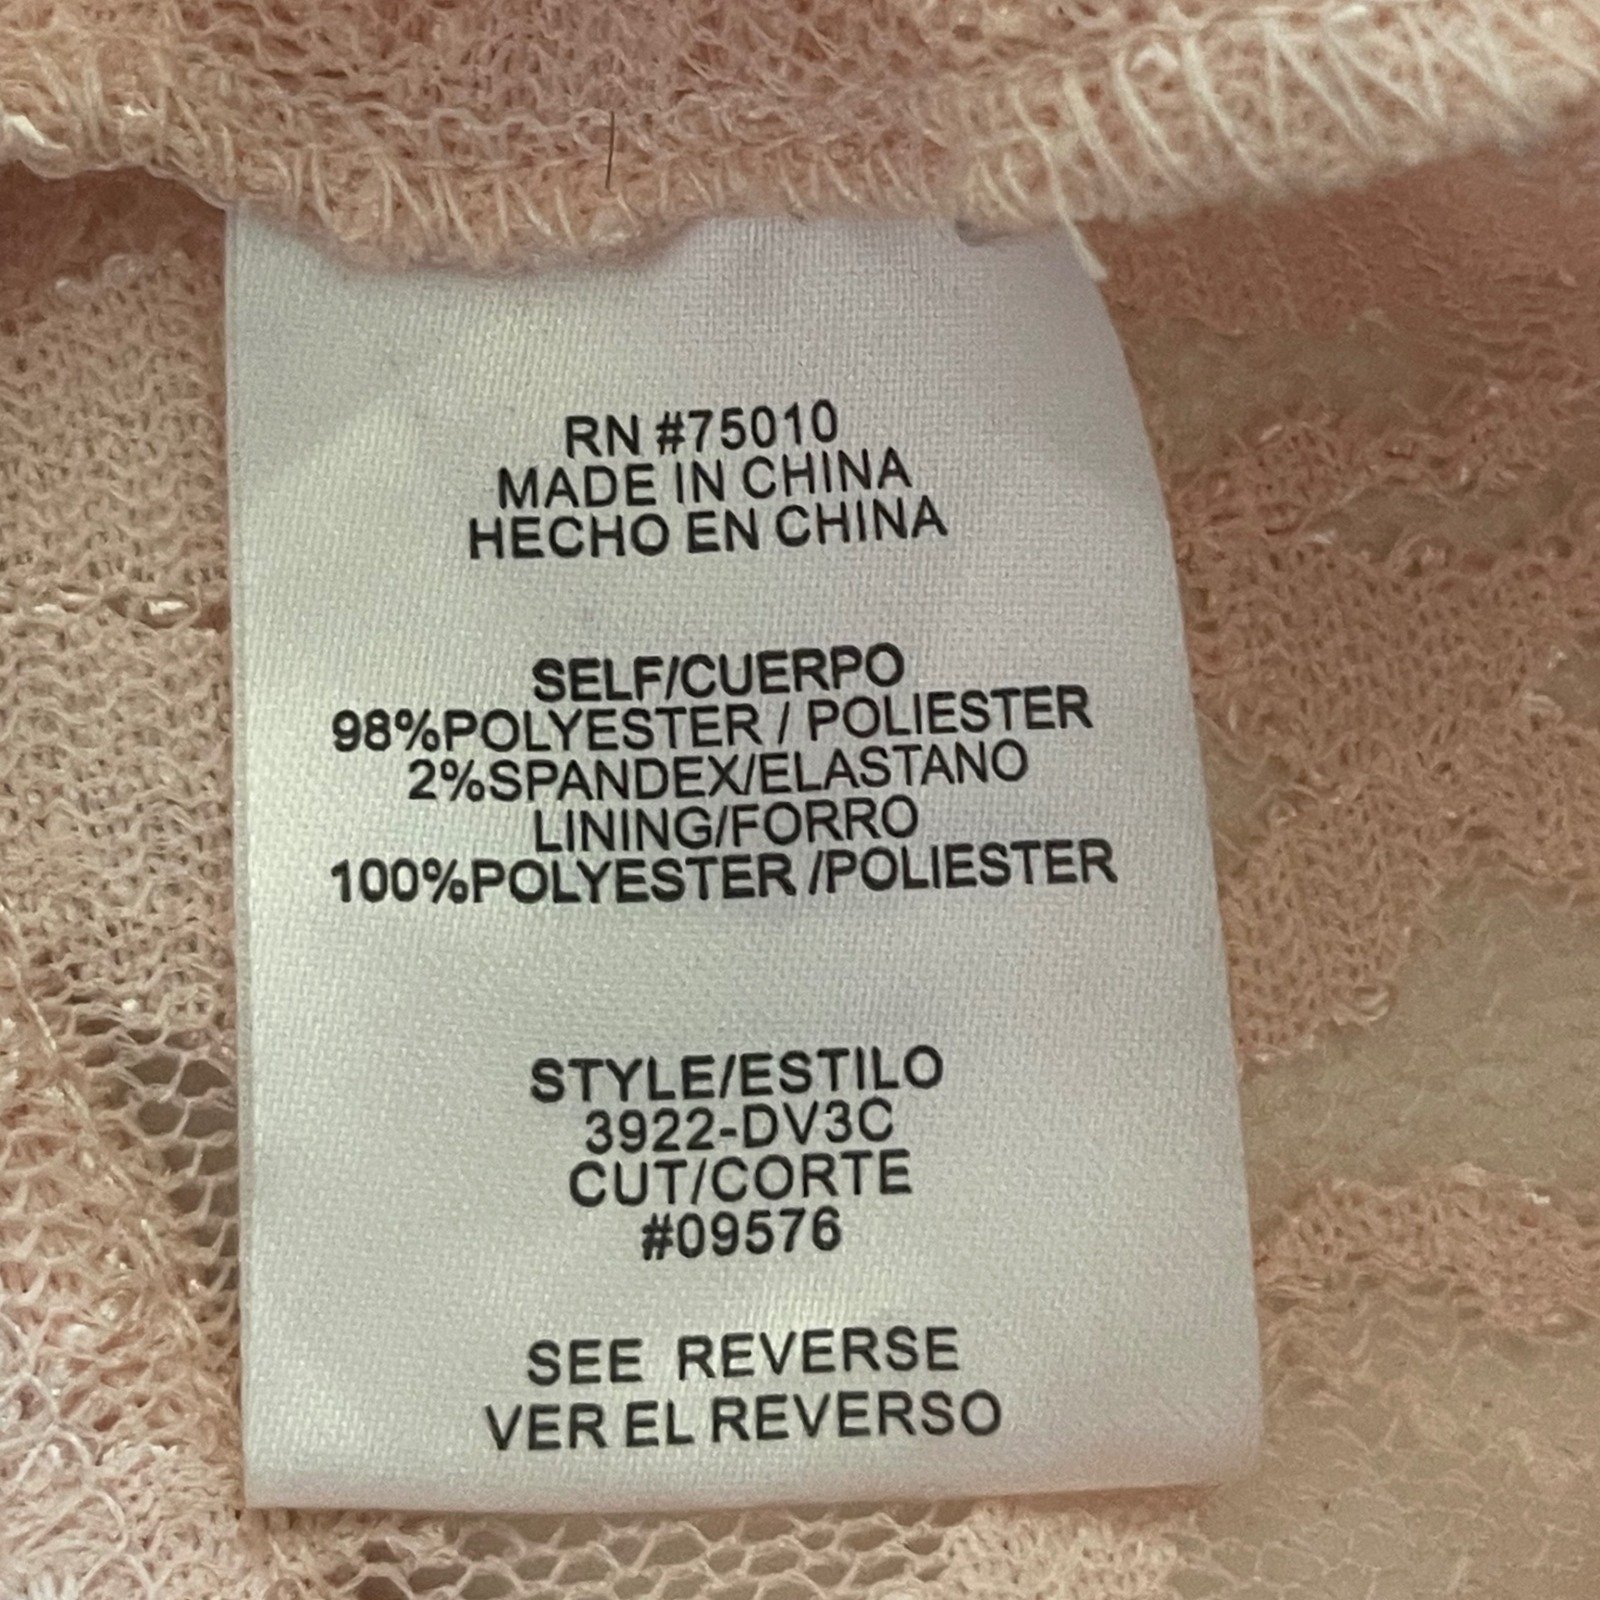 RN #75010
MADE IN CHINA
HECHO EN CHINA
SELF/CUERPO
98%POLYESTER / POLIESTER
2%SPANDEX/ELASTANO
LINING/FORRO
100%POLYESTER /POLIESTER
STYLE/ESTILO
3922-DV3C
CUT/CORTE
#09576
SEE REVERSE
VER EL REVERSO